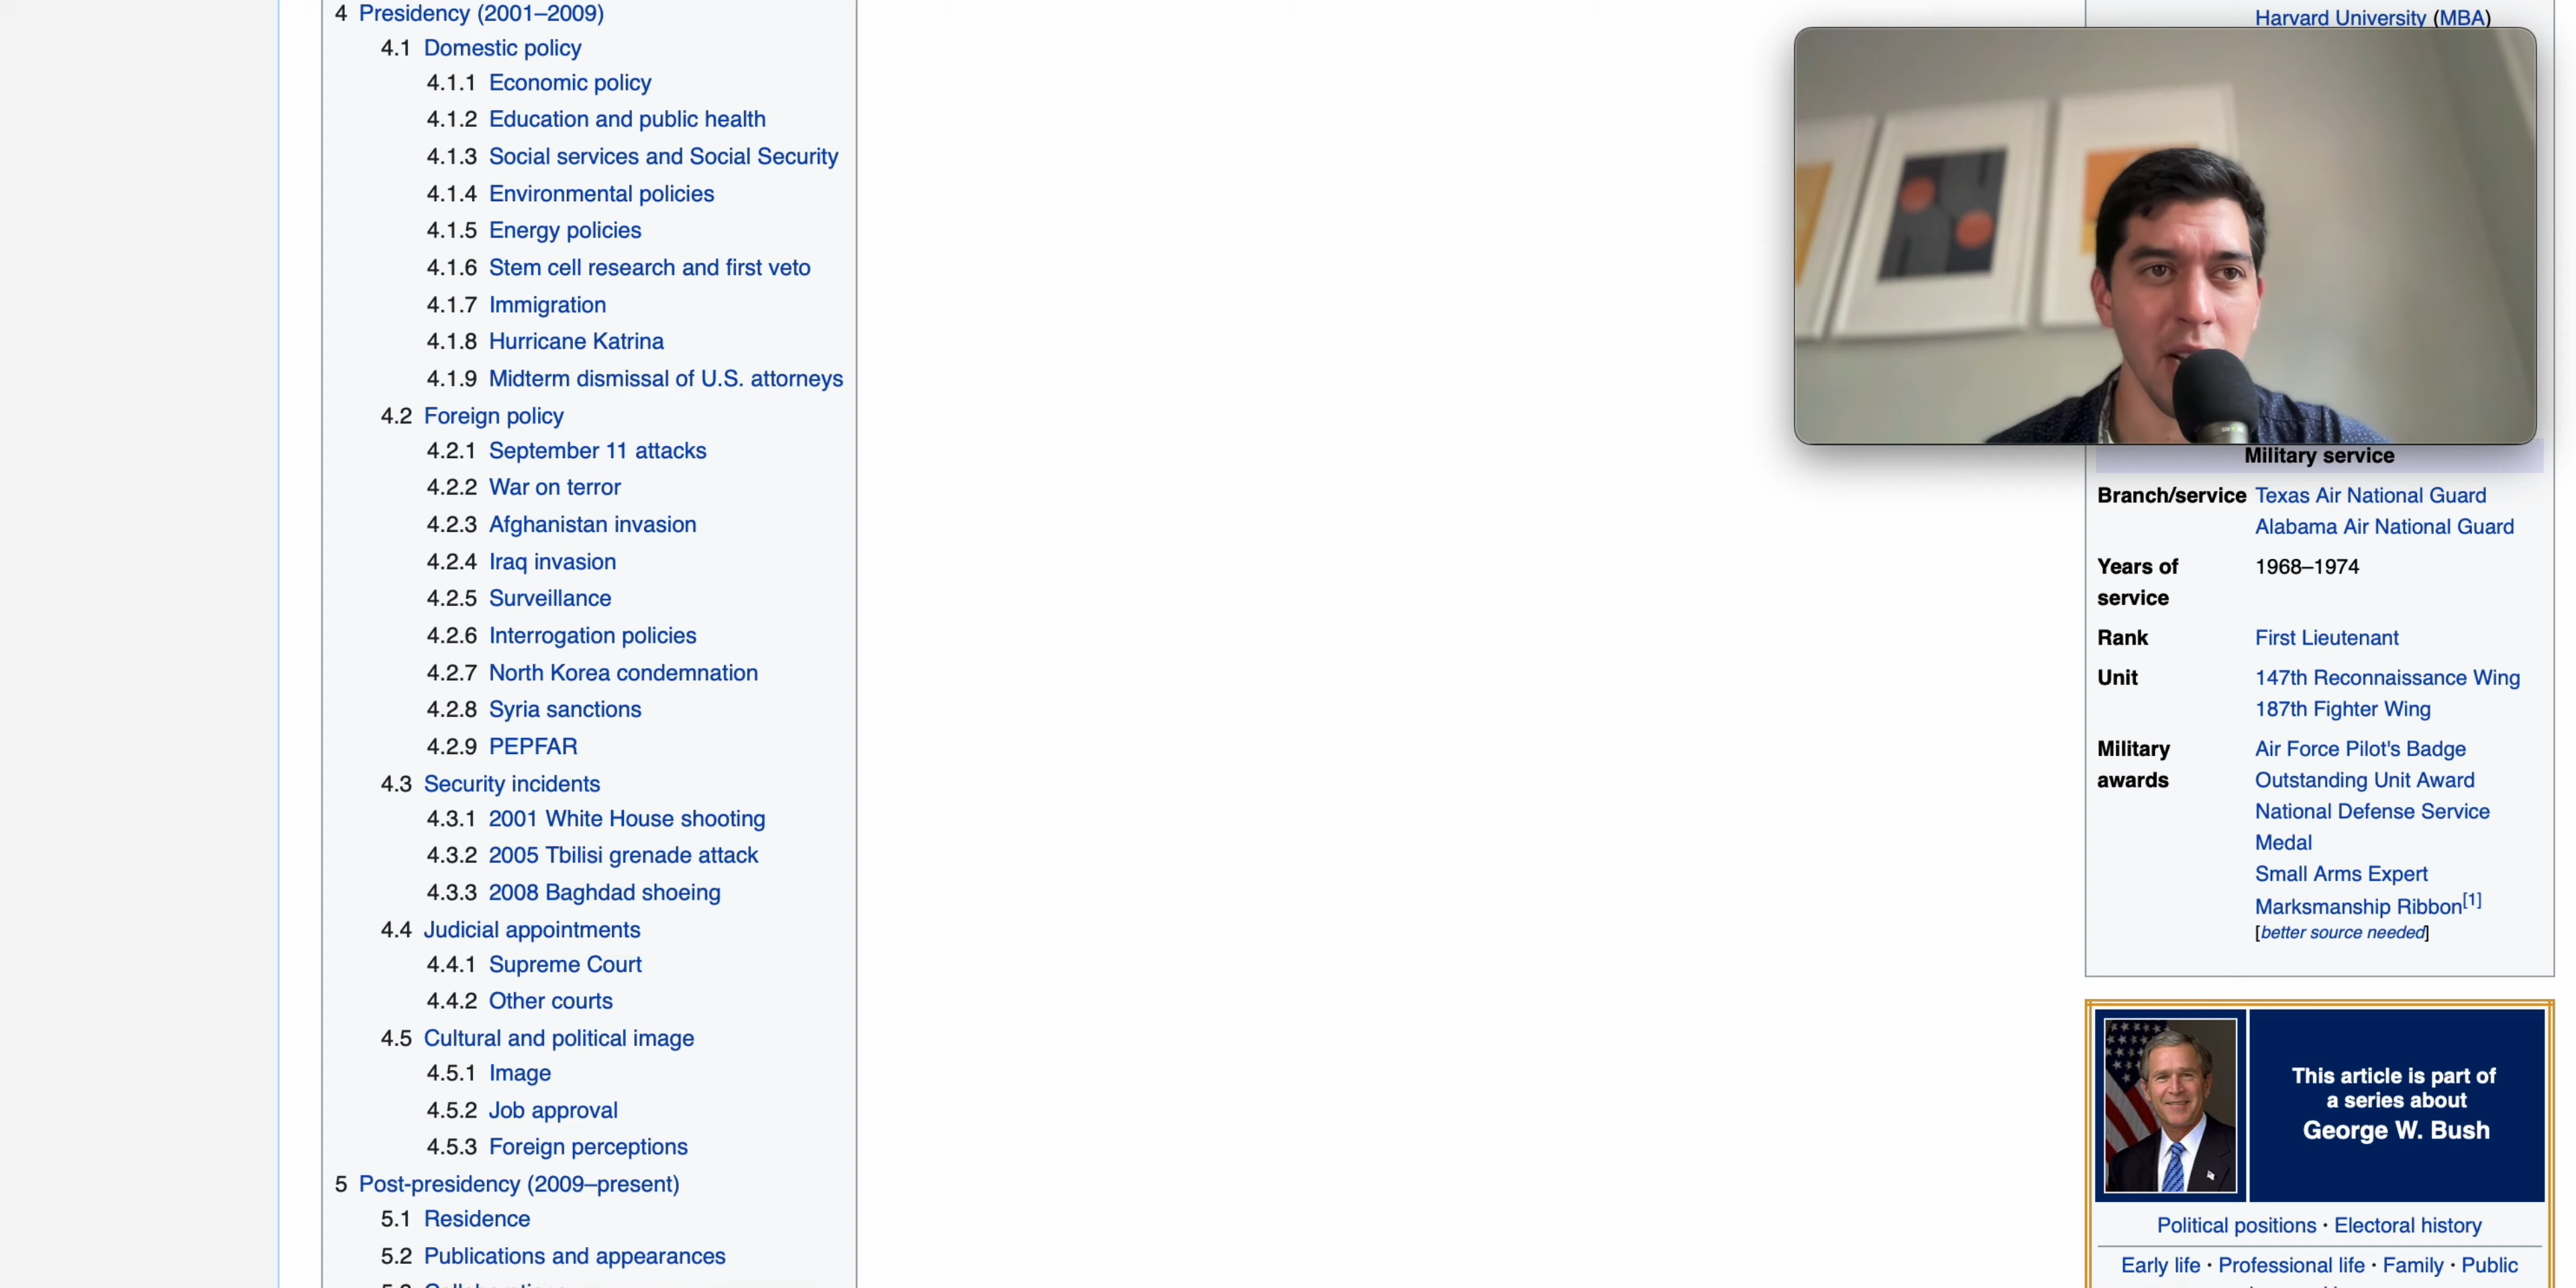 4 Presidency (2001–2009)
4.1 Domestic policy
4.1.1 Economic policy
4.1.2 Education and public health
4.1.3 Social services and Social Security
4.1.4 Environmental policies
4.1.5 Energy policies
4.1.6 Stem cell research and first veto
4.1.7 Immigration
4.1.8 Hurricane Katrina
4.1.9 Midterm dismissal of U.S. attorneys
4.2 Foreign policy
4.2.1 September 11 attacks
4.2.2 War on terror
4.2.3 Afghanistan invasion
4.2.4 Iraq invasion
4.2.5 Surveillance
4.2.6 Interrogation policies
4.2.7 North Korea condemnation
4.2.8 Syria sanctions
4.2.9 PEPFAR
4.3 Security incidents
4.3.1 2001 White House shooting
4.3.2 2005 Tbilisi grenade attack
4.3.3 2008 Baghdad shoeing
4.4 Judicial appointments
4.4.1 Supreme Court
4.4.2 Other courts
4.5 Cultural and political image
4.5.1 Image
4.5.2 Job approval
4.5.3 Foreign perceptions
5 Post-presidency (2009–present)
5.1 Residence
5.2 Publications and appearances
Harvard University (MBA)
Military service
Branch/service Texas Air National Guard
Alabama Air National Guard
Years of 1968–1974
service
Rank First Lieutenant
Unit 147th Reconnaissance Wing
187th Fighter Wing
Military Air Force Pilot's Badge
awards Outstanding Unit Award
National Defense Service
Medal
Small Arms Expert
Marksmanship Ribbon[1]
[better source needed]
This article is part of
a series about
George W. Bush
Political positions · Electoral history
Early life · Professional life · Family · Public